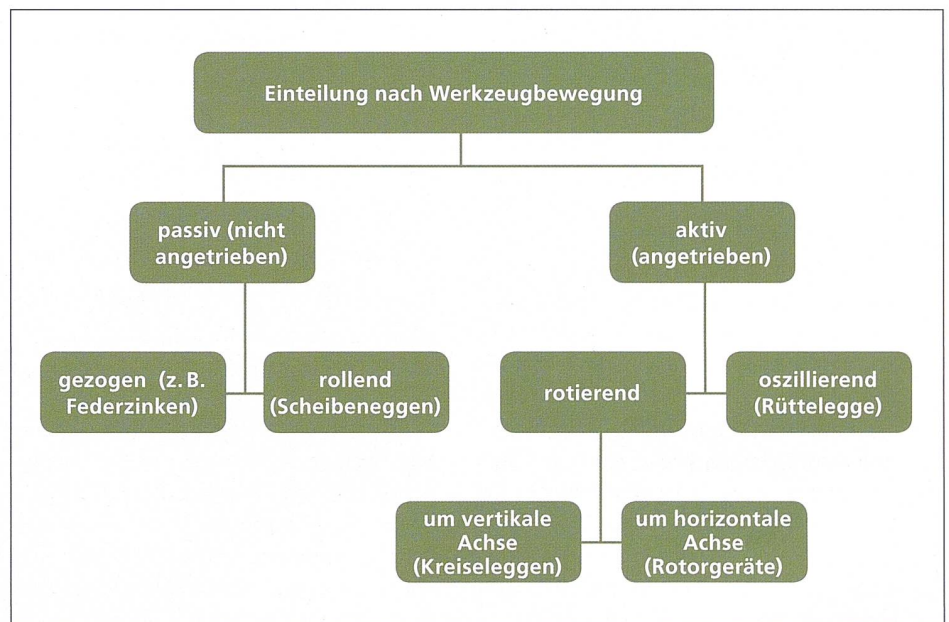 Einteilung nach Werkzeugbewegung
passiv (nicht
angetrieben)
aktiv
(angetrieben)
gezogen (z. B.
Federzinken)
rollend
(Scheibeneggen)
rotierend
oszillierend
(Rüttelegge)
um vertikale
Achse
(Kreiseleggen)
um horizontale
Achse
(Rotorgeräte)